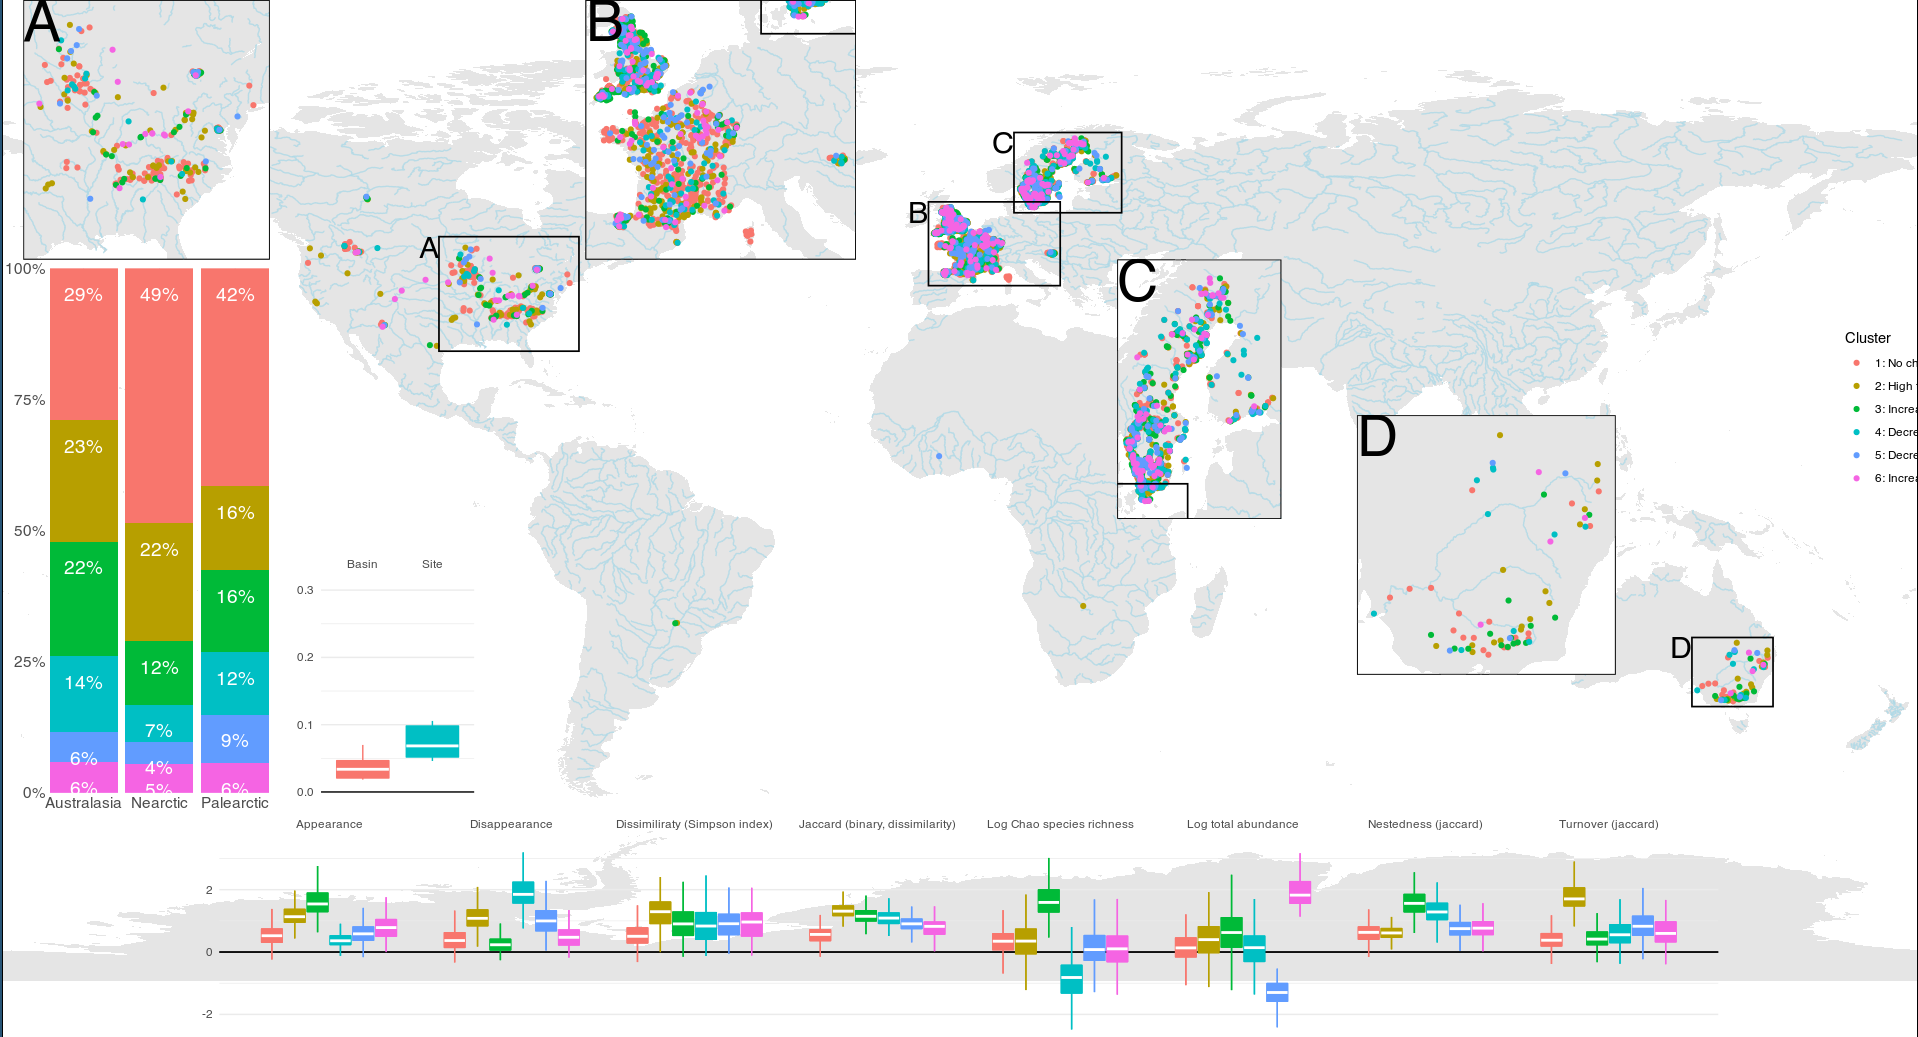 A
B
C
C
B
A
D
D
100%
75%
50%
25%
0%
29%
23%
22%
14%
6%
6%
49%
22%
12%
7%
4%
5%
42%
16%
16%
12%
9%
6%
Australasia Nearctic Palearctic
Basin Site
0.3
0.2
0.1
0.0
Cluster
1: No ch
2: High
3: Increa
4: Decre
5: Decre
6: Increa
Appearance Disappearance Dissimiliraty (Simpson index) Jaccard (binary, dissimilarity) Log Chao species richness Log total abundance Nestedness (jaccard) Turnover (jaccard)
2
0
-2